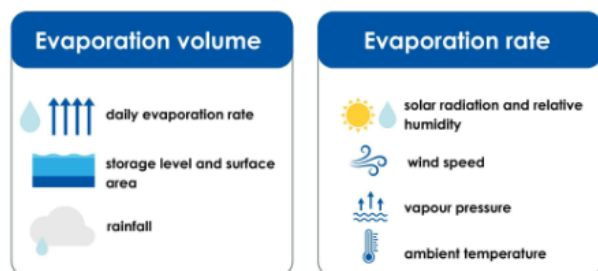 Evaporation volume
daily evaporation rate
storage level and surface
area
rainfall
Evaporation rate
solar radiation and relative
humidity
wind speed
vapour pressure
ambient temperature